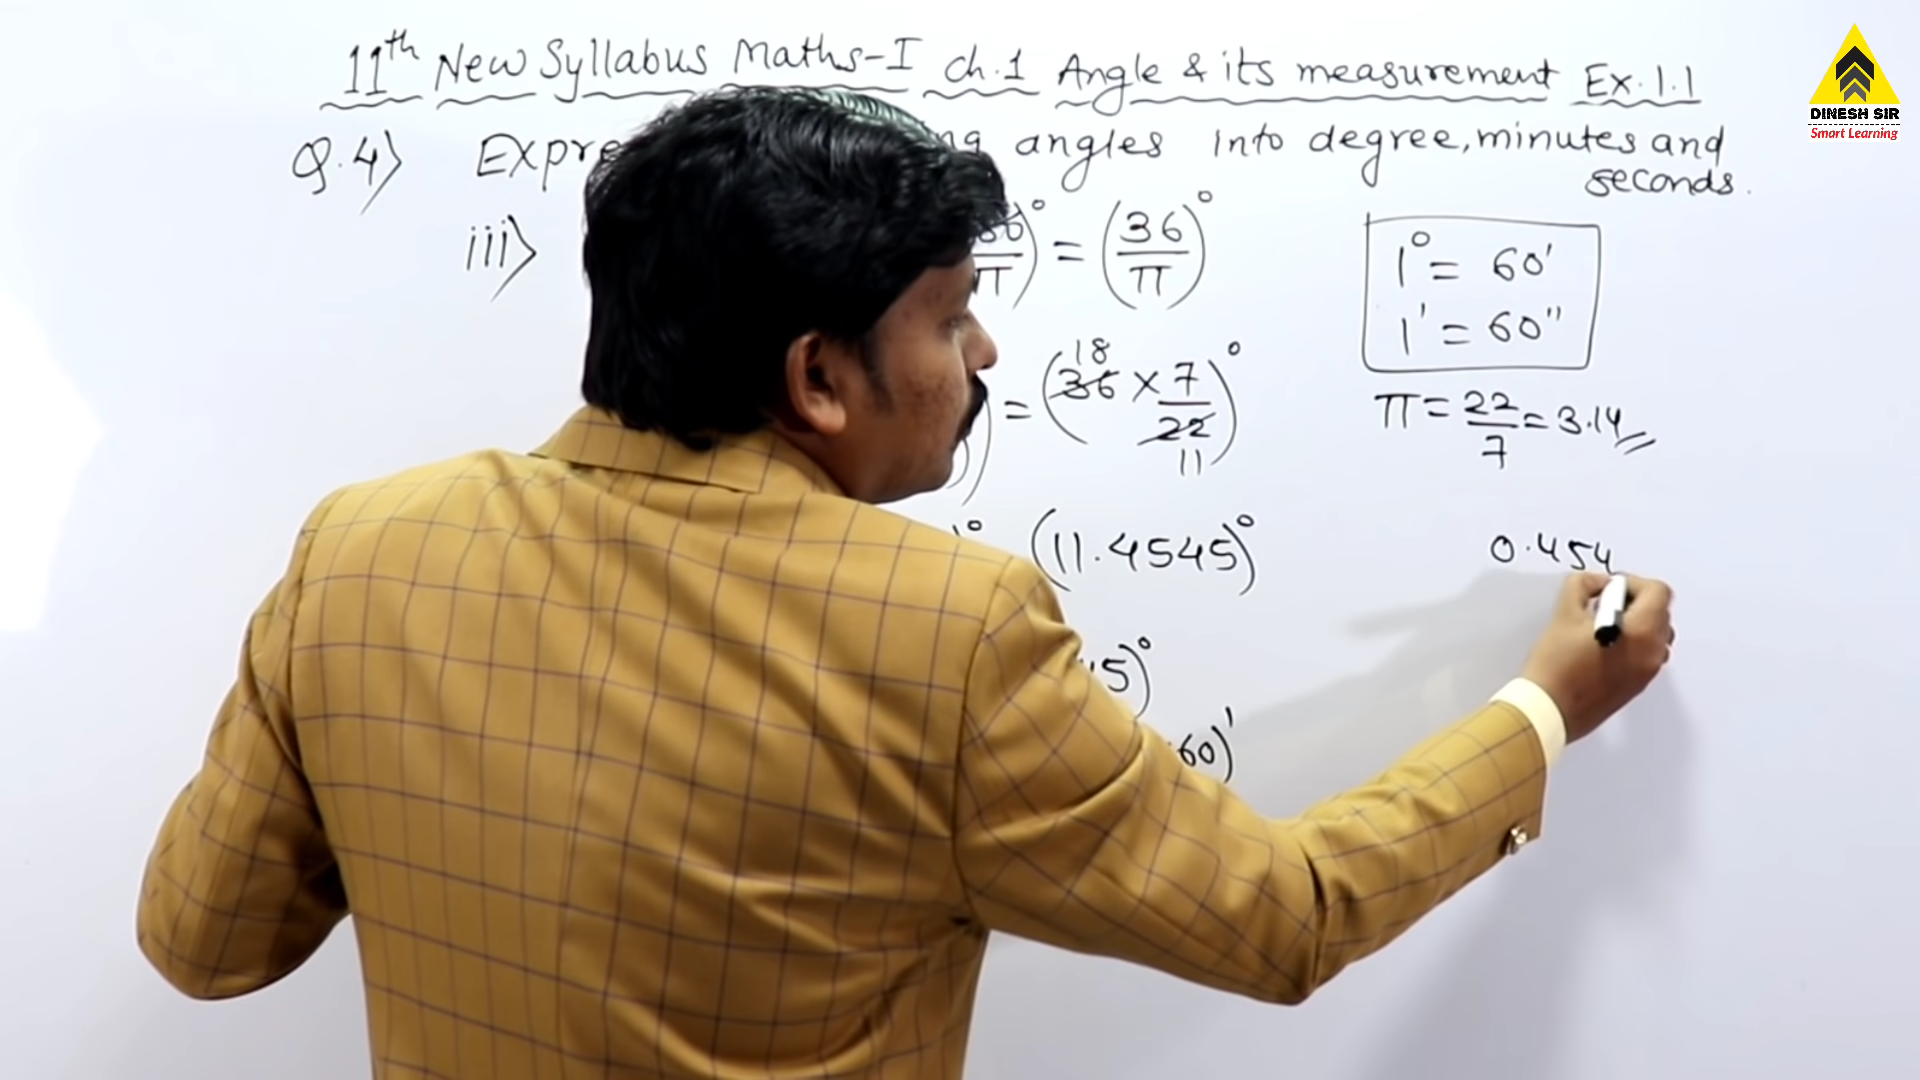 11th New Syllabus Maths-I ch.1 Angle & its measurement Ex.1.1
Q.4) angles into degree, minutes and
seconds.
iii) = (36/π)°
1° = 60'
1' = 60"
= (36 × 7/22)°
18
11
π = 22/7 = 3.14
(11.4545)°
0.454
5)°
60)'
DINESH SIR
Smart Learning